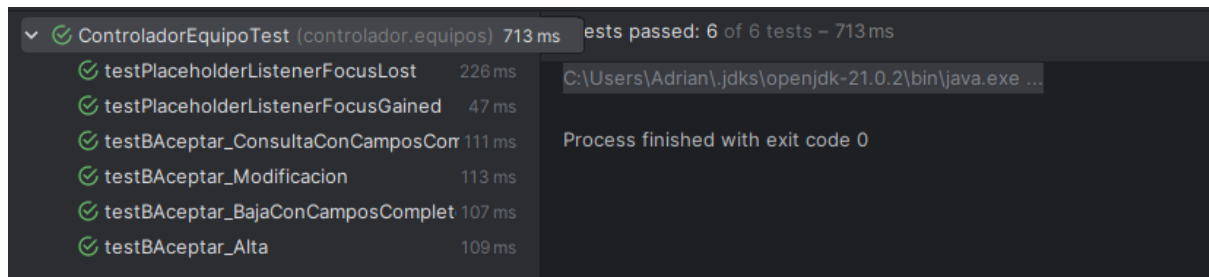 ControladorEquipoTest (controlador.equipos) 713 ms
testPlaceholderListenerFocusLost 226 ms
testPlaceholderListenerFocusGained 47 ms
testBAceptar_ConsultaConCamposCom 111 ms
testBAceptar_Modificacion 113 ms
testBAceptar_BajaConCamposComplet 107 ms
testBAceptar_Alta 109 ms
ests passed: 6 of 6 tests – 713 ms
C:\Users\Adrian\.jdks\openjdk-21.0.2\bin\java.exe ...
Process finished with exit code 0